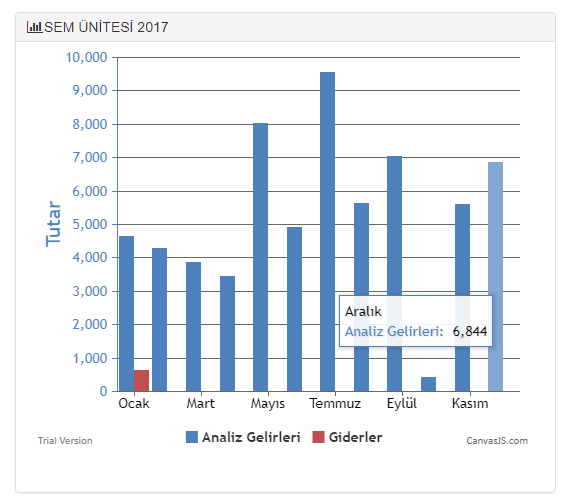 SEM ÜNİTESİ 2017
10,000
9,000
8,000
7,000
6,000
5,000
4,000
3,000
2,000
1,000
0
Tutar
Aralık
Analiz Gelirleri: 6,844
Ocak Mart Mayıs Temmuz Eylül Kasım
Analiz Gelirleri Giderler
Trial Version CanvasJS.com